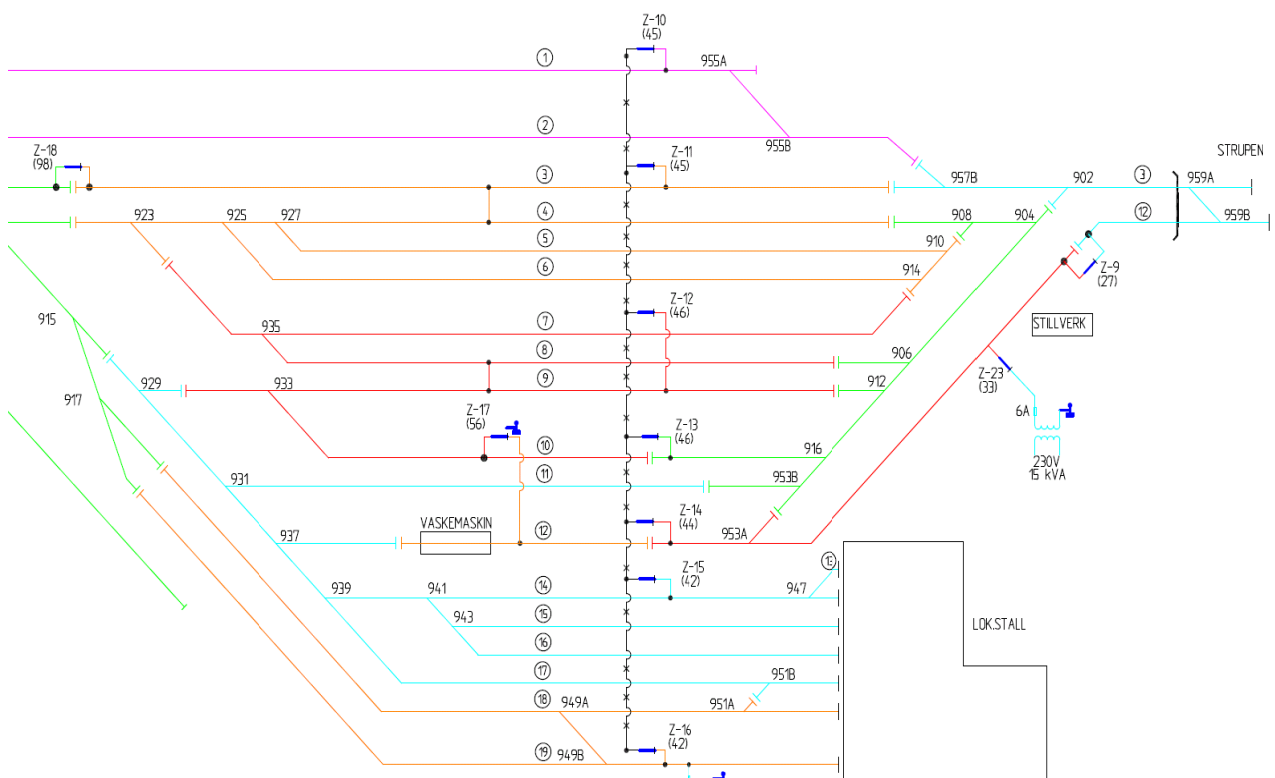 Z-10
(45)
1
955A
2
955B
Z-18
(98)
Z-11
(45)
STRUPEN
3
957B
902
3
959A
923
925
927
4
908
904
12
959B
5
910
6
914
Z-9
(27)
Z-12
(46)
915
935
7
STILLVERK
8
906
929
933
9
912
Z-23
(33)
917
Z-17
(56)
Z-13
(46)
6A
10
916
230V
15 kVA
931
11
953B
Z-14
(44)
VASKEMASKIN
937
12
953A
Z-15
(42)
13
939
941
14
947
943
15
LOK.STALL
16
17
951B
18
949A
951A
Z-16
(42)
19
949B